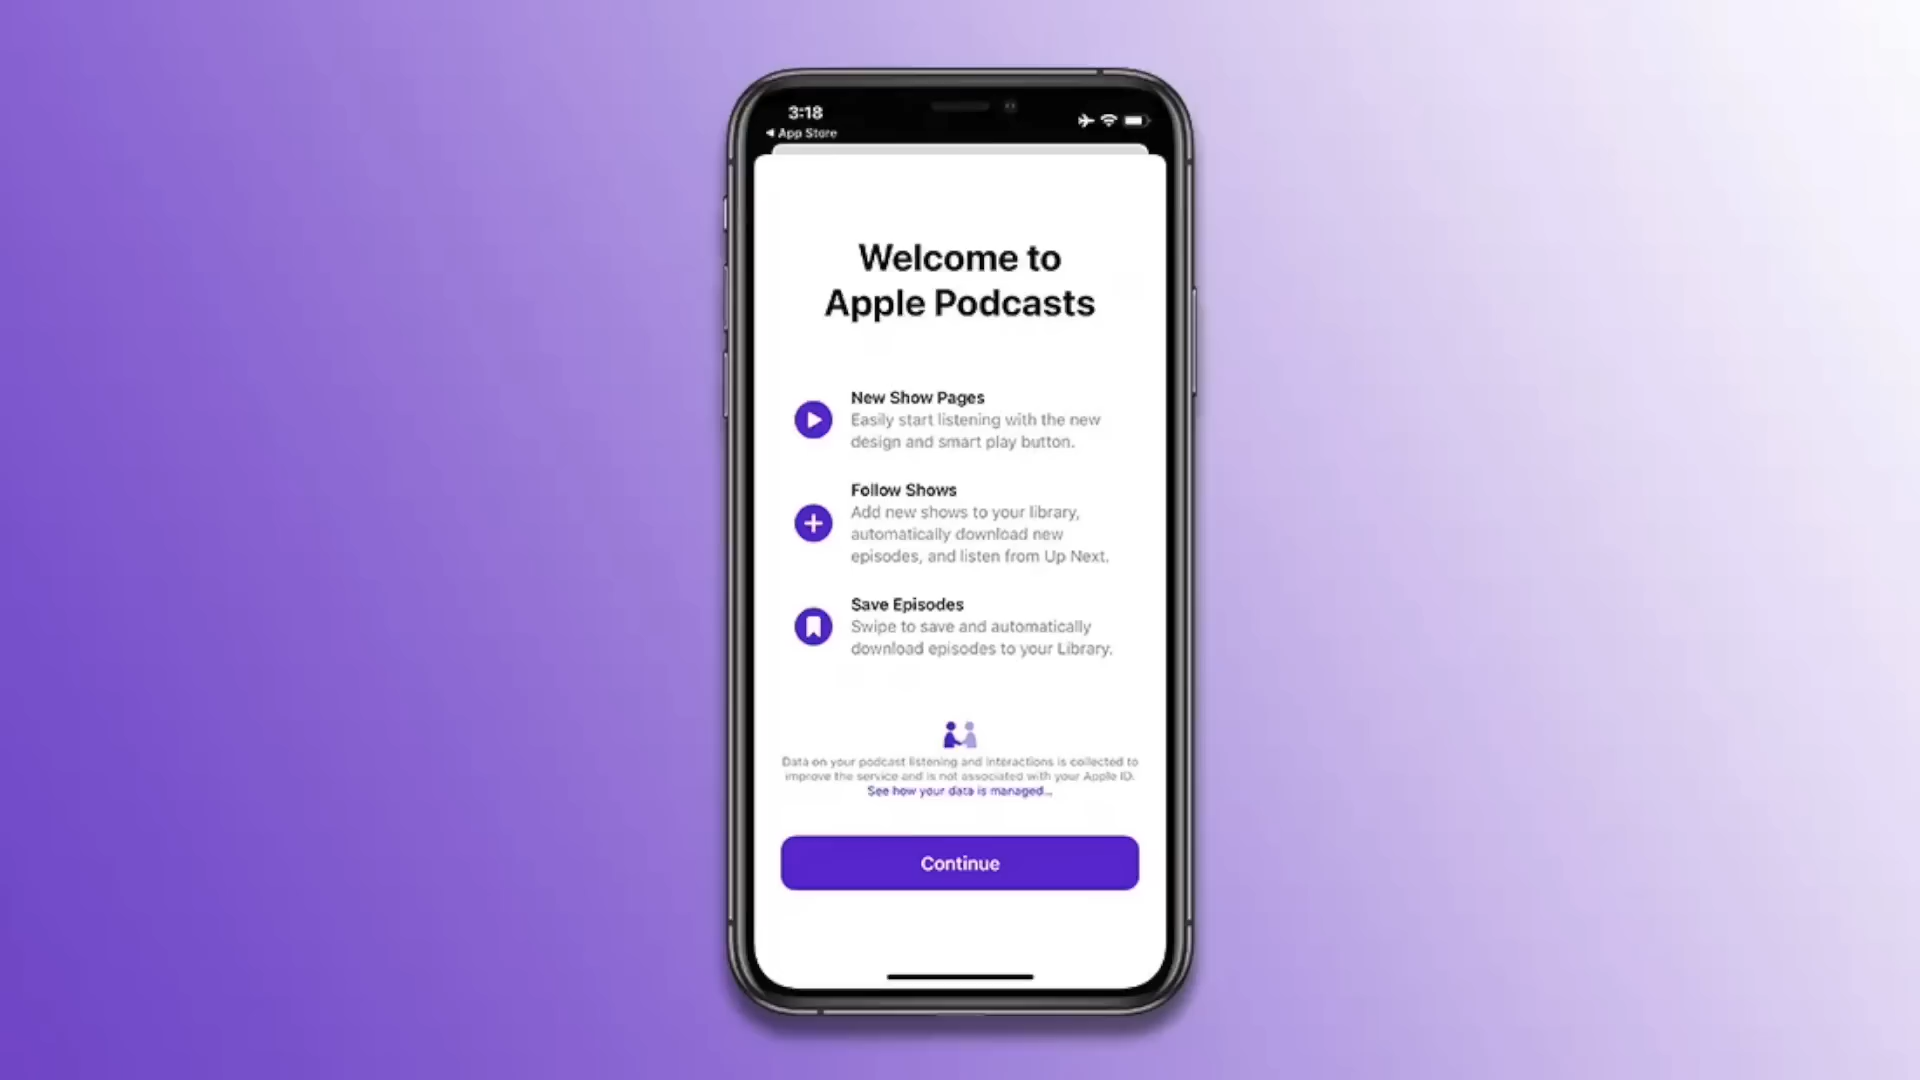 3:18
App Store
Welcome to
Apple Podcasts
New Show Pages
Easily start listening with the new
design and smart play button.
Follow Shows
Add new shows to your library,
automatically download new
episodes, and listen from Up Next.
Save Episodes
Swipe to save and automatically
download episodes to your Library.
Data on your podcast listening and interactions is collected to
improve the service and is not associated with your Apple ID.
See how your data is managed...
Continue